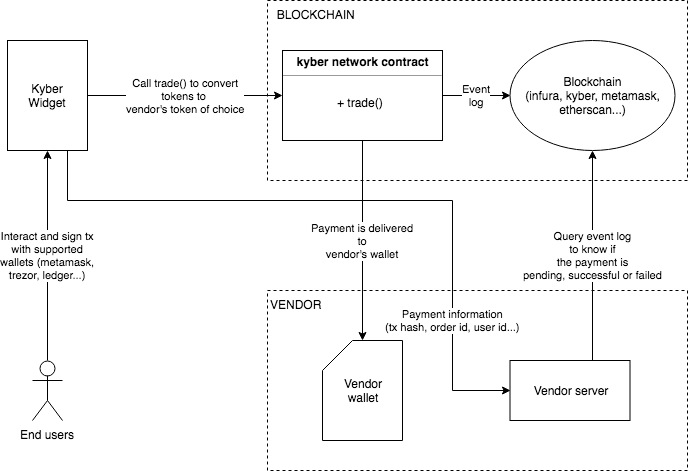 BLOCKCHAIN
Kyber
Widget
Call trade() to convert
tokens to
vendor's token of choice
kyber network contract
+ trade()
Event
log
Blockchain
(infura, kyber, metamask,
etherscan...)
Interact and sign tx
with supported
wallets (metamask,
trezor, ledger...)
Payment is delivered
to
vendor's wallet
Query event log
to know if
the payment is
pending, successful or failed
VENDOR
Payment information
(tx hash, order id, user id...)
Vendor
wallet
Vendor server
End users